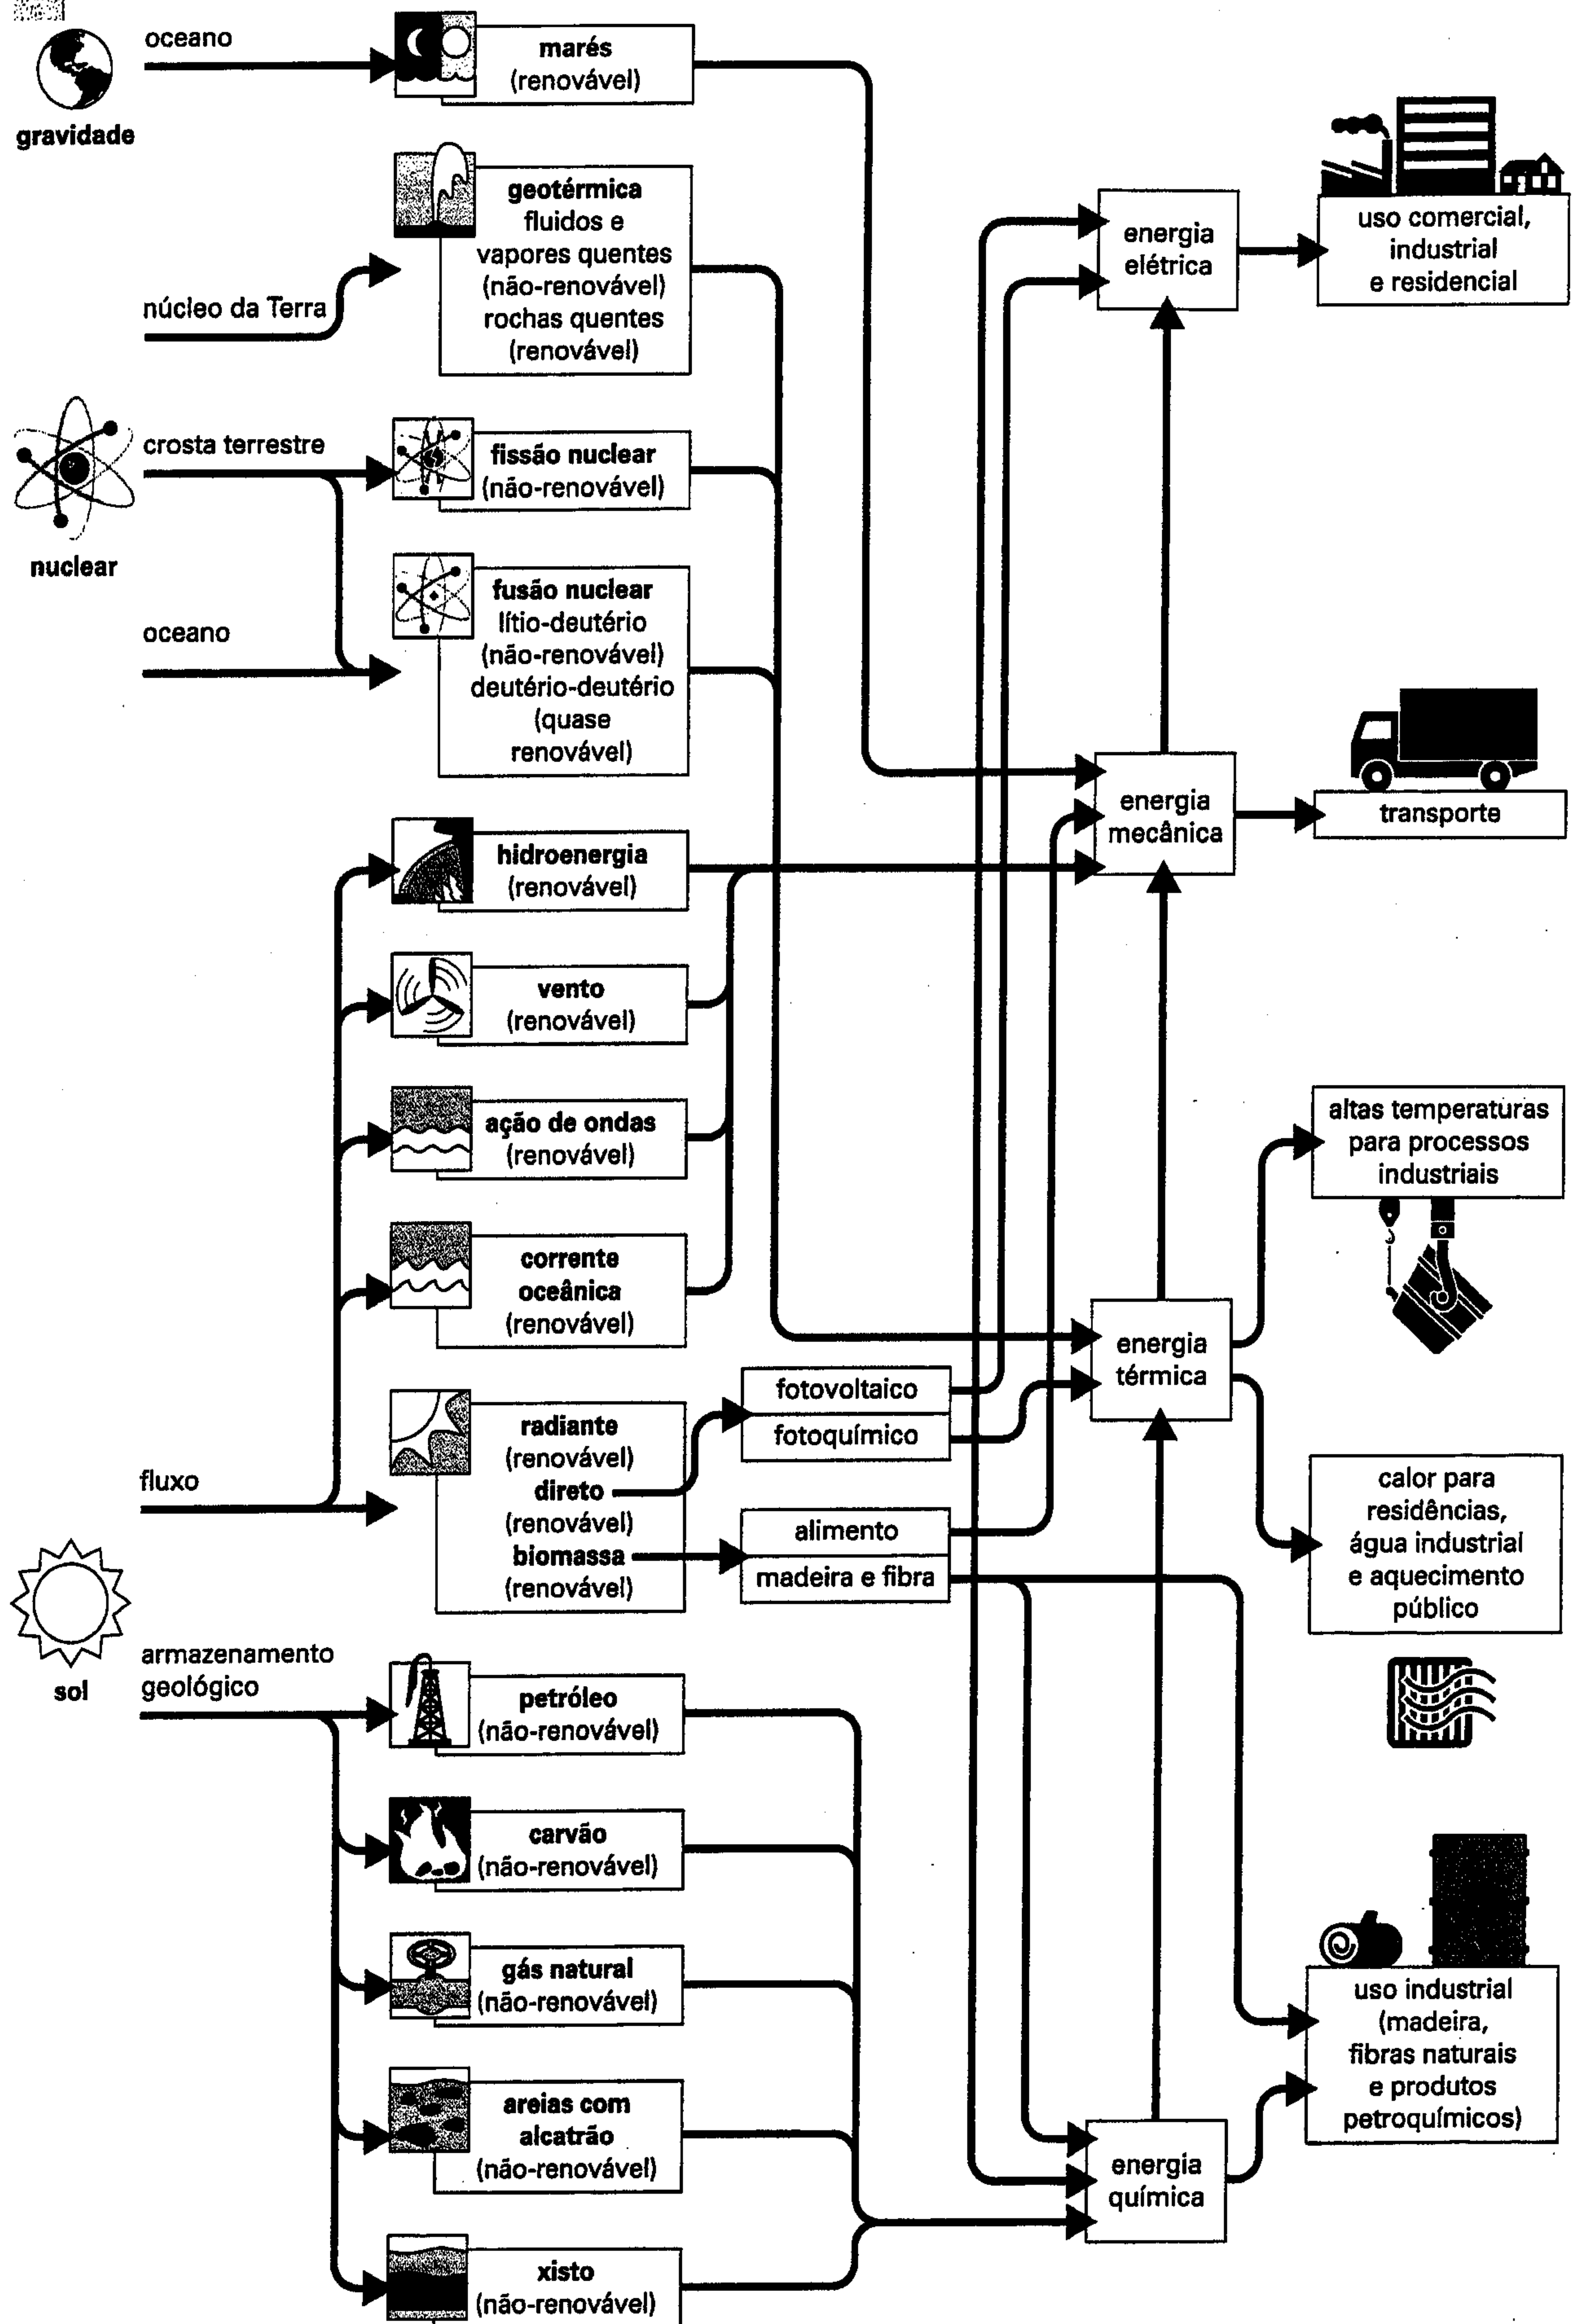 oceano
gravidade
marés
(renovável)
núcleo da Terra
geotérmica
fluidos e
vapores quentes
(não-renovável)
rochas quentes
(renovável)
crosta terrestre
nuclear
fissão nuclear
(não-renovável)
oceano
fusão nuclear
lítio-deutério
(não-renovável)
deutério-deutério
(quase
renovável)
hidroenergia
(renovável)
vento
(renovável)
ação de ondas
(renovável)
corrente
oceânica
(renovável)
fluxo
radiante
(renovável)
direto
(renovável)
biomassa
(renovável)
fotovoltaico
fotoquímico
alimento
madeira e fibra
sol
armazenamento
geológico
petróleo
(não-renovável)
carvão
(não-renovável)
gás natural
(não-renovável)
areias com
alcatrão
(não-renovável)
xisto
(não-renovável)
energia
elétrica
uso comercial,
industrial
e residencial
energia
mecânica
transporte
energia
térmica
altas temperaturas
para processos
industriais
calor para
residências,
água industrial
e aquecimento
público
energia
química
uso industrial
(madeira,
fibras naturais
e produtos
petroquímicos)